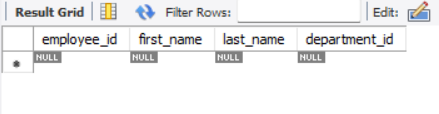 Result Grid Filter Rows: Edit:
employee_id first_name last_name department_id
NULL NULL NULL NULL